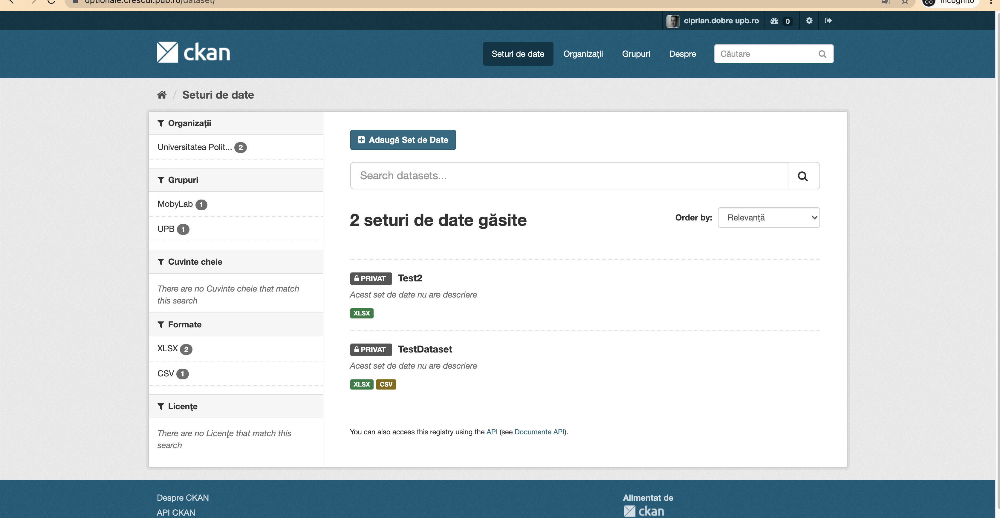 optionale.crescdi.pub.ro/dataset/
Incognito
ciprian.dobre upb.ro 0
ckan
Seturi de date Organizații Grupuri Despre Căutare
/ Seturi de date
Organizații
Universitatea Polit... 2
Grupuri
MobyLab 1
UPB 1
Cuvinte cheie
There are no Cuvinte cheie that match
this search
Formate
XLSX 2
CSV 1
Licenţe
There are no Licenţe that match this
search
Adaugă Set de Date
Search datasets...
2 seturi de date găsite
Order by: Relevanță
PRIVAT Test2
Acest set de date nu are descriere
XLSX
PRIVAT TestDataset
Acest set de date nu are descriere
XLSX CSV
You can also access this registry using the API (see Documente API).
Despre CKAN
API CKAN
Alimentat de
ckan